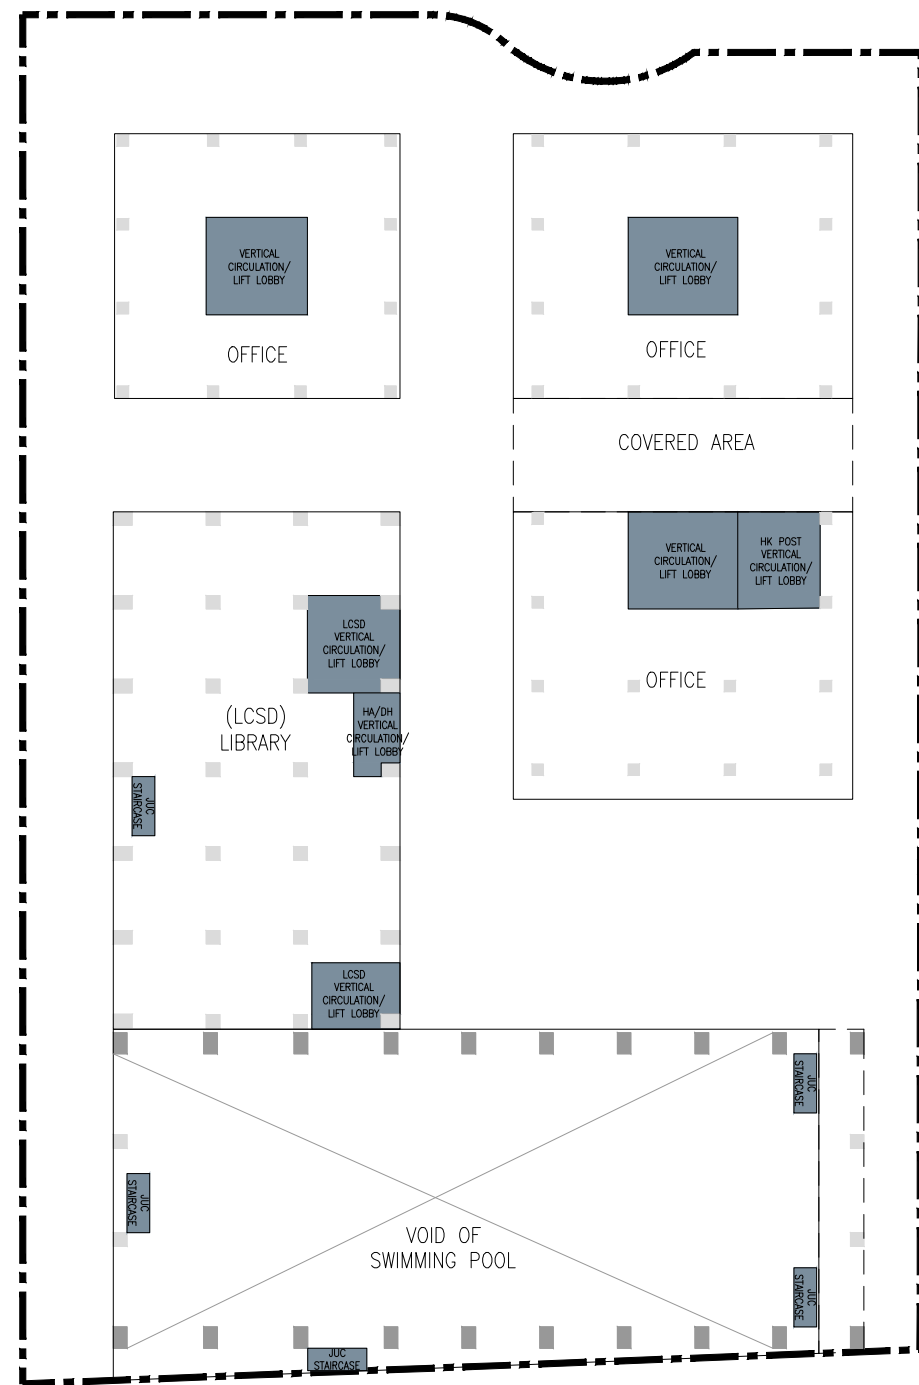 VERTICAL
CIRCULATION/
LIFT LOBBY
OFFICE
VERTICAL
CIRCULATION/
LIFT LOBBY
OFFICE
COVERED AREA
VERTICAL
CIRCULATION/
LIFT LOBBY
HK POST
VERTICAL
CIRCULATION/
LIFT LOBBY
OFFICE
LCSD
VERTICAL
CIRCULATION/
LIFT LOBBY
HA/DH
VERTICAL
CIRCULATION/
LIFT LOBBY
(LCSD)
LIBRARY
JUC
STAIRCASE
LCSD
VERTICAL
CIRCULATION/
LIFT LOBBY
JUC
STAIRCASE
JUC
STAIRCASE
VOID OF
SWIMMING POOL
JUC
STAIRCASE
JUC
STAIRCASE